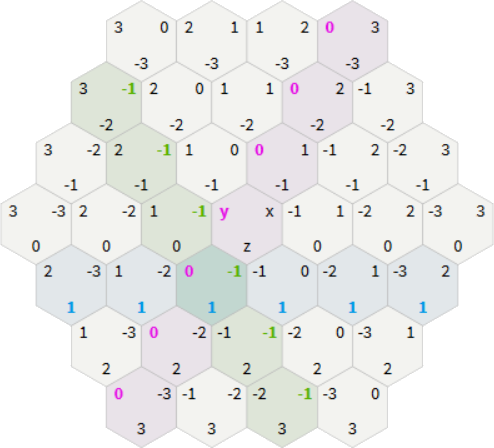 3 0 2 1 1 2 0 3
-3 -3 -3 -3
3 -1 2 0 1 1 0 2 -1 3
-2 -2 -2 -2 -2
3 -2 2 -1 1 0 0 1 -1 2 -2 3
-1 -1 -1 -1 -1 -1
3 -3 2 -2 1 -1 y x -1 1 -2 2 -3 3
0 0 0 z 0 0 0
2 -3 1 -2 0 -1 -1 0 -2 1 -3 2
1 1 1 1 1 1
1 -3 0 -2 -1 -1 -2 0 -3 1
2 2 2 2 2
0 -3 -1 -2 -2 -1 -3 0
3 3 3 3